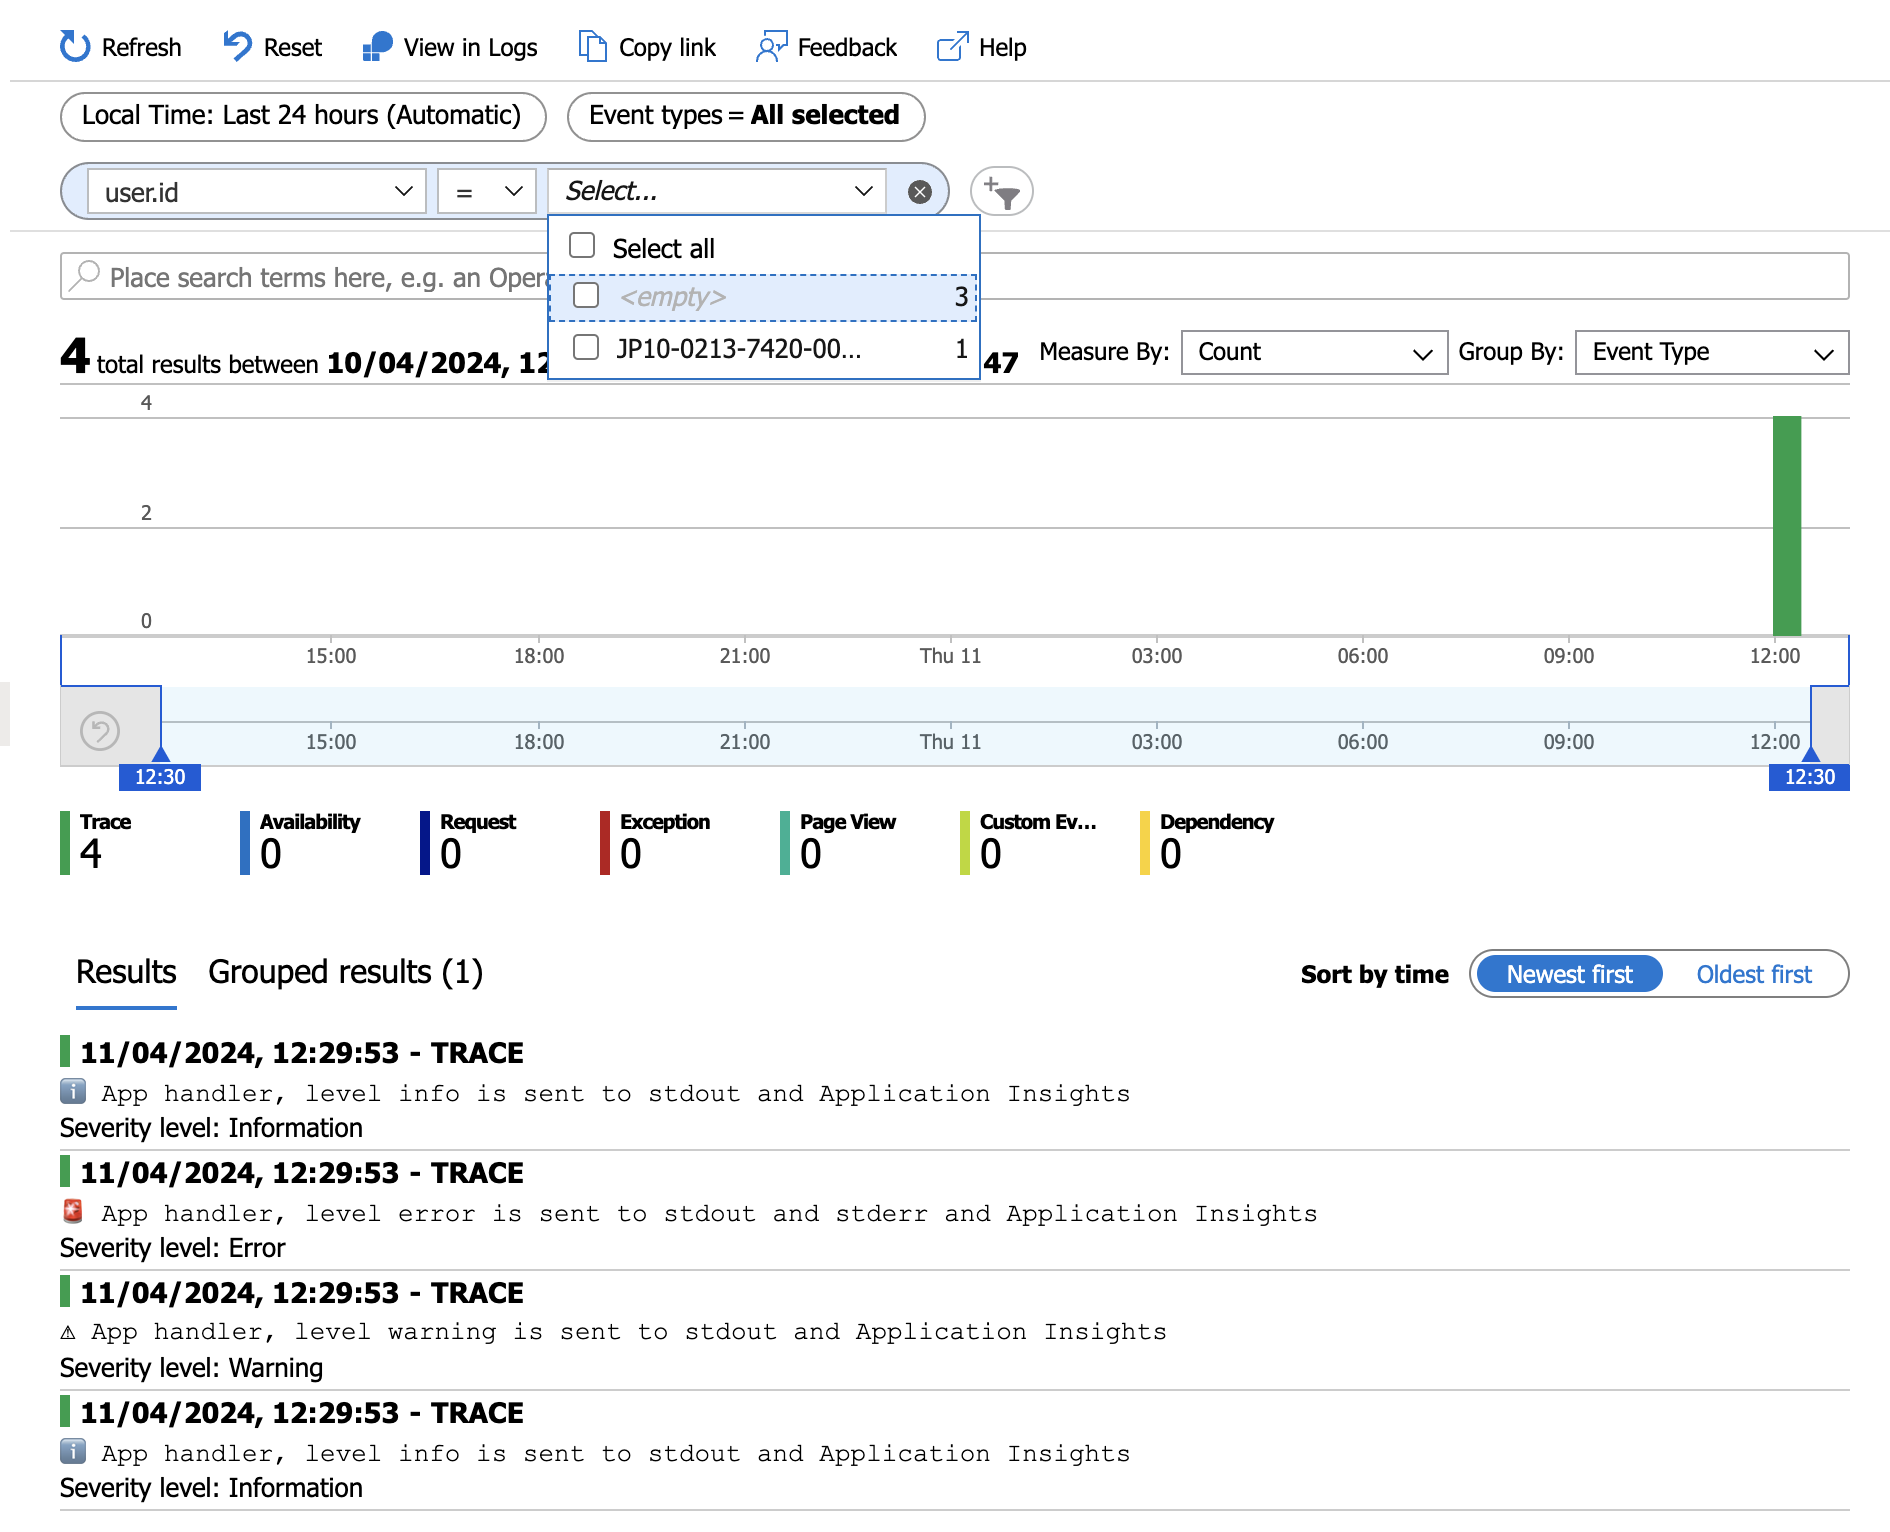 Refresh Reset View in Logs Copy link Feedback Help
Local Time: Last 24 hours (Automatic) Event types = All selected
user.id = Select...
Select all
Place search terms here, e.g. an Oper
<empty> 3
JP10-0213-7420-00... 1
4 total results between 10/04/2024, 12 47 Measure By: Count Group By: Event Type
4
2
0
15:00 18:00 21:00 Thu 11 03:00 06:00 09:00 12:00
15:00 18:00 21:00 Thu 11 03:00 06:00 09:00 12:00
12:30 12:30
Trace Availability Request Exception Page View Custom Ev... Dependency
4 0 0 0 0 0 0
Results Grouped results (1) Sort by time Newest first Oldest first
11/04/2024, 12:29:53 - TRACE
ℹ️ App handler, level info is sent to stdout and Application Insights
Severity level: Information
11/04/2024, 12:29:53 - TRACE
🚨 App handler, level error is sent to stdout and stderr and Application Insights
Severity level: Error
11/04/2024, 12:29:53 - TRACE
⚠ App handler, level warning is sent to stdout and Application Insights
Severity level: Warning
11/04/2024, 12:29:53 - TRACE
ℹ️ App handler, level info is sent to stdout and Application Insights
Severity level: Information